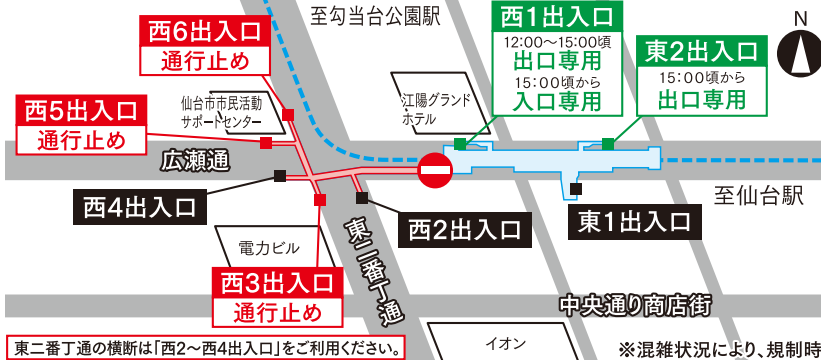 西6出入口
通行止め
至勾当台公園駅
西1出入口
12:00〜15:00頃
出口専用
15:00頃から
入口専用
東2出入口
15:00頃から
出口専用
N
西5出入口
通行止め
仙台市市民活動
サポートセンター
江陽グランド
ホテル
広瀬通
西4出入口
西2出入口
東1出入口
至仙台駅
電力ビル
東二番丁通
西3出入口
通行止め
中央通り商店街
イオン
東二番丁通の横断は「西2〜西4出入口」をご利用ください。
※混雑状況により、規制時